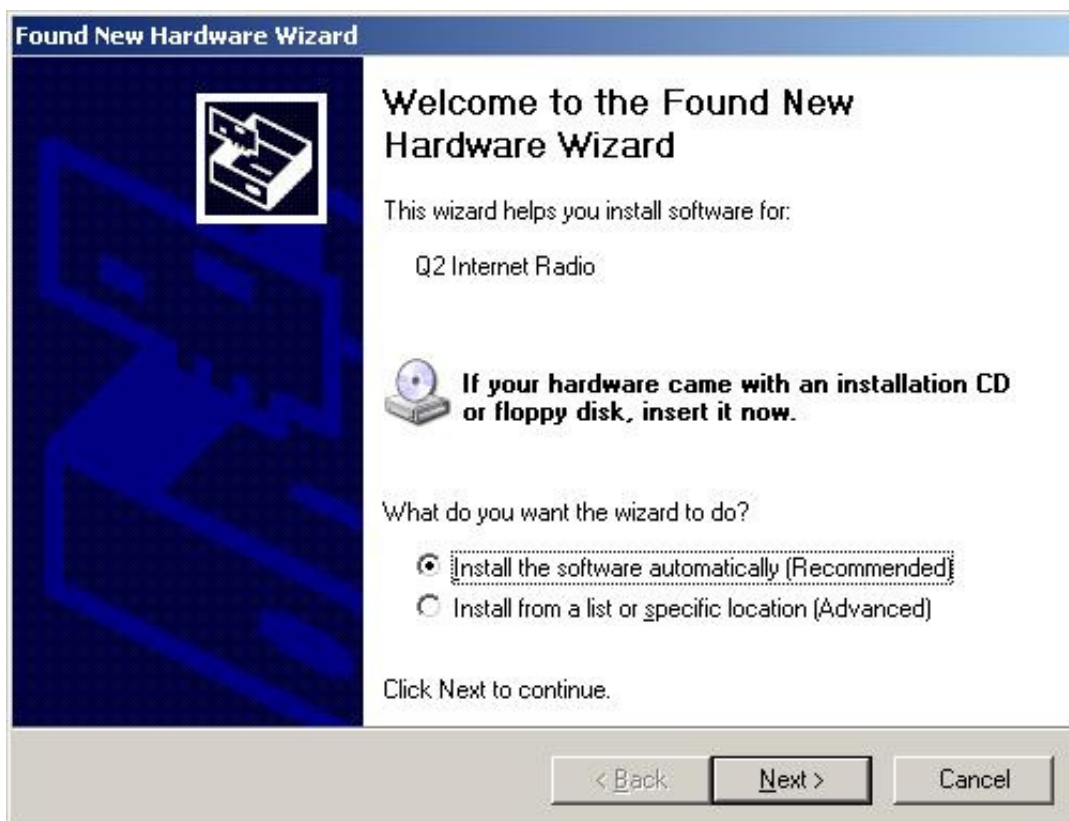 Found New Hardware Wizard
Welcome to the Found New
Hardware Wizard
This wizard helps you install software for:
Q2 Internet Radio
If your hardware came with an installation CD
or floppy disk, insert it now.
What do you want the wizard to do?
Install the software automatically (Recommended)
Install from a list or specific location (Advanced)
Click Next to continue.
< Back Next > Cancel